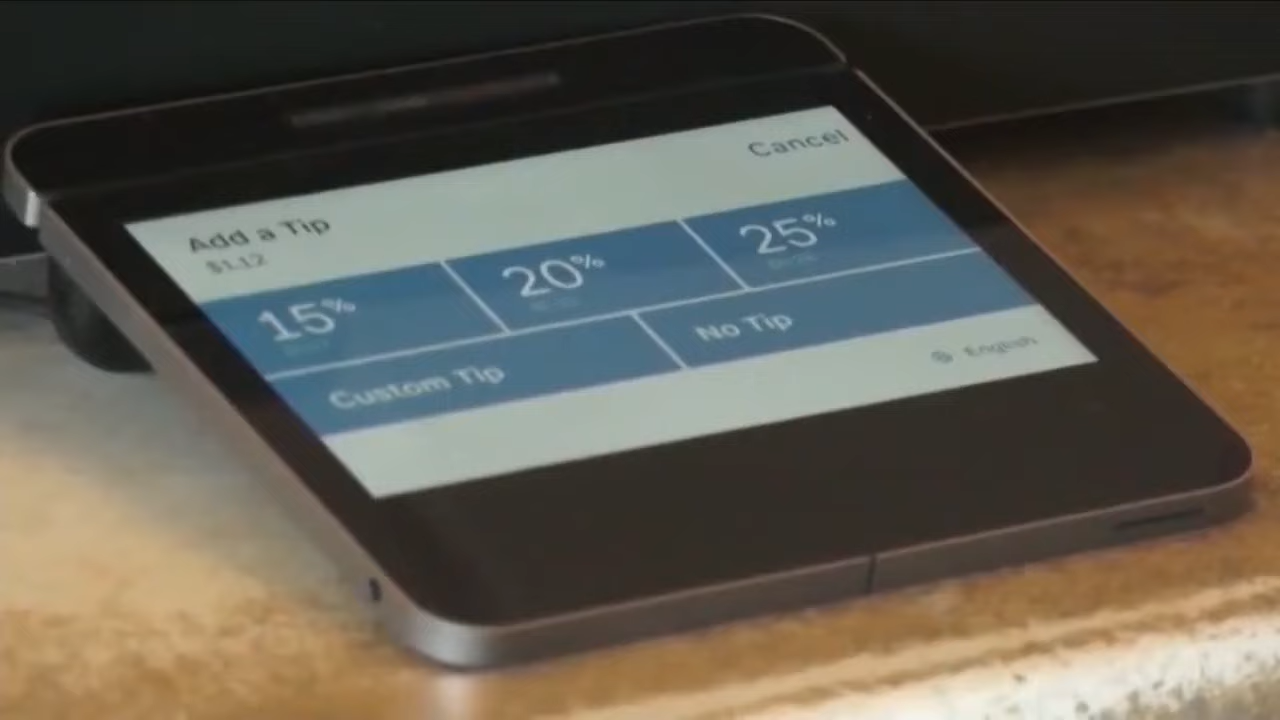 Cancel
Add a Tip
$1.12
15%
20%
25%
Custom Tip
No Tip
English